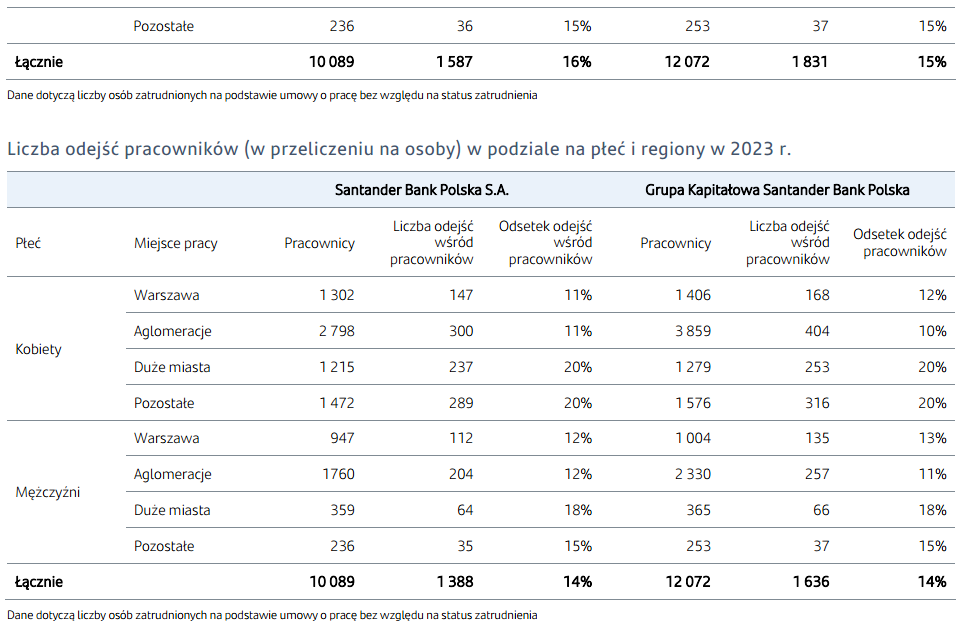 Pozostałe 236 36 15% 253 37 15%
Łącznie 10 089 1 587 16% 12 072 1 831 15%
Dane dotyczą liczby osób zatrudnionych na podstawie umowy o pracę bez względu na status zatrudnienia
Liczba odejść pracowników (w przeliczeniu na osoby) w podziale na płeć i regiony w 2023 r.
Santander Bank Polska S.A. Grupa Kapitałowa Santander Bank Polska
Płeć Miejsce pracy Pracownicy Liczba odejść wśród pracowników Odsetek odejść wśród pracowników Pracownicy Liczba odejść wśród pracowników Odsetek odejść pracowników
Kobiety
Warszawa 1 302 147 11% 1 406 168 12%
Aglomeracje 2 798 300 11% 3 859 404 10%
Duże miasta 1 215 237 20% 1 279 253 20%
Pozostałe 1 472 289 20% 1 576 316 20%
Mężczyźni
Warszawa 947 112 12% 1 004 135 13%
Aglomeracje 1760 204 12% 2 330 257 11%
Duże miasta 359 64 18% 365 66 18%
Pozostałe 236 35 15% 253 37 15%
Łącznie 10 089 1 388 14% 12 072 1 636 14%
Dane dotyczą liczby osób zatrudnionych na podstawie umowy o pracę bez względu na status zatrudnienia